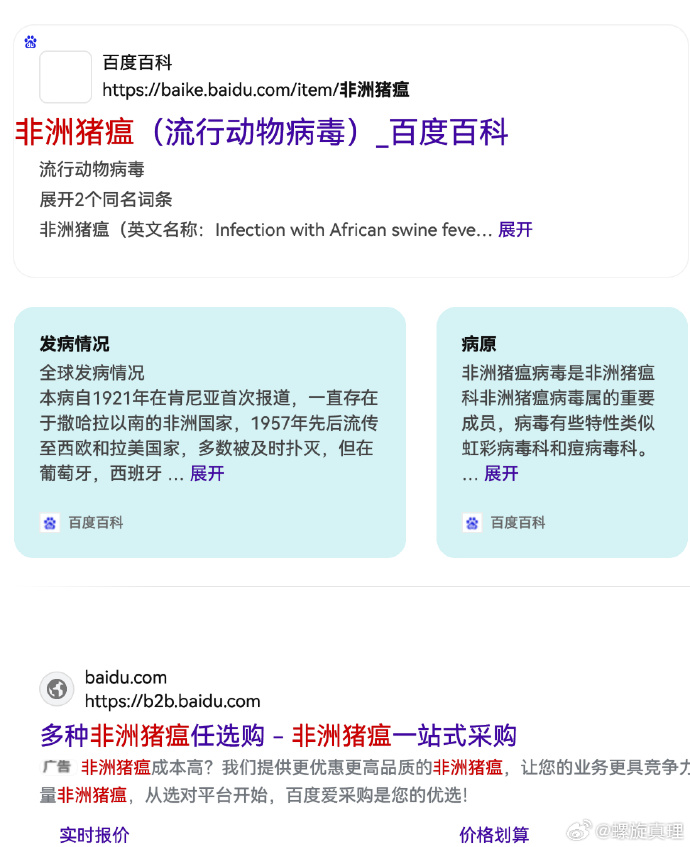 百度百科
https://baike.baidu.com/item/非洲猪瘟
非洲猪瘟（流行动物病毒）_百度百科
流行动物病毒
展开2个同名词条
非洲猪瘟（英文名称：Infection with African swine feve... 展开
发病情况
全球发病情况
本病自1921年在肯尼亚首次报道，一直存在
于撒哈拉以南的非洲国家，1957年先后流传
至西欧和拉美国家，多数被及时扑灭，但在
葡萄牙，西班牙 ... 展开
百度百科
病原
非洲猪瘟病毒是非洲猪瘟
科非洲猪瘟病毒属的重要
成员，病毒有些特性类似
虹彩病毒科和痘病毒科。
... 展开
百度百科
baidu.com
https://b2b.baidu.com
多种非洲猪瘟任选购 - 非洲猪瘟一站式采购
广告 非洲猪瘟成本高？我们提供更优惠更高品质的非洲猪瘟，让您的业务更具竞争力
量非洲猪瘟，从选对平台开始，百度爱采购是您的优选！
实时报价
价格划算
@螺旋真理